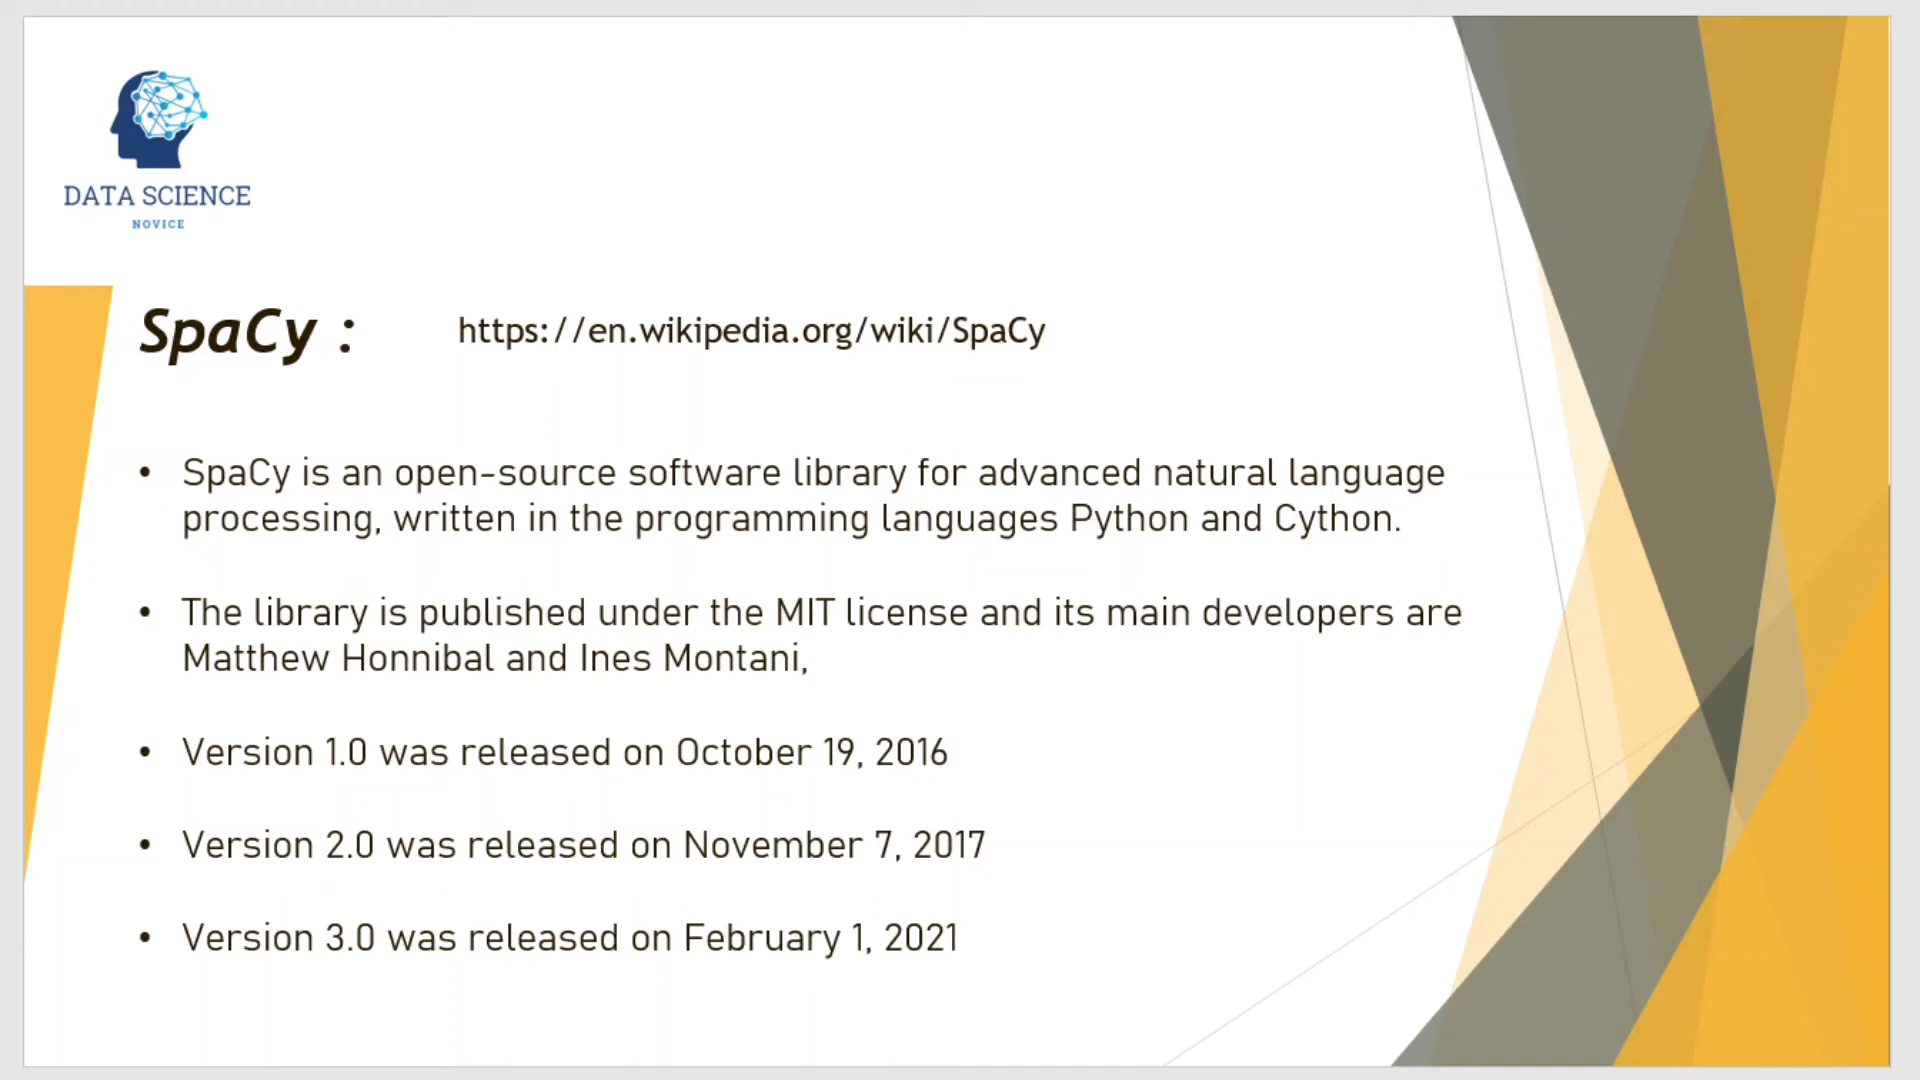 DATA SCIENCE
NOVICE
SpaCy : https://en.wikipedia.org/wiki/SpaCy
• SpaCy is an open-source software library for advanced natural language
processing, written in the programming languages Python and Cython.
• The library is published under the MIT license and its main developers are
Matthew Honnibal and Ines Montani,
• Version 1.0 was released on October 19, 2016
• Version 2.0 was released on November 7, 2017
• Version 3.0 was released on February 1, 2021